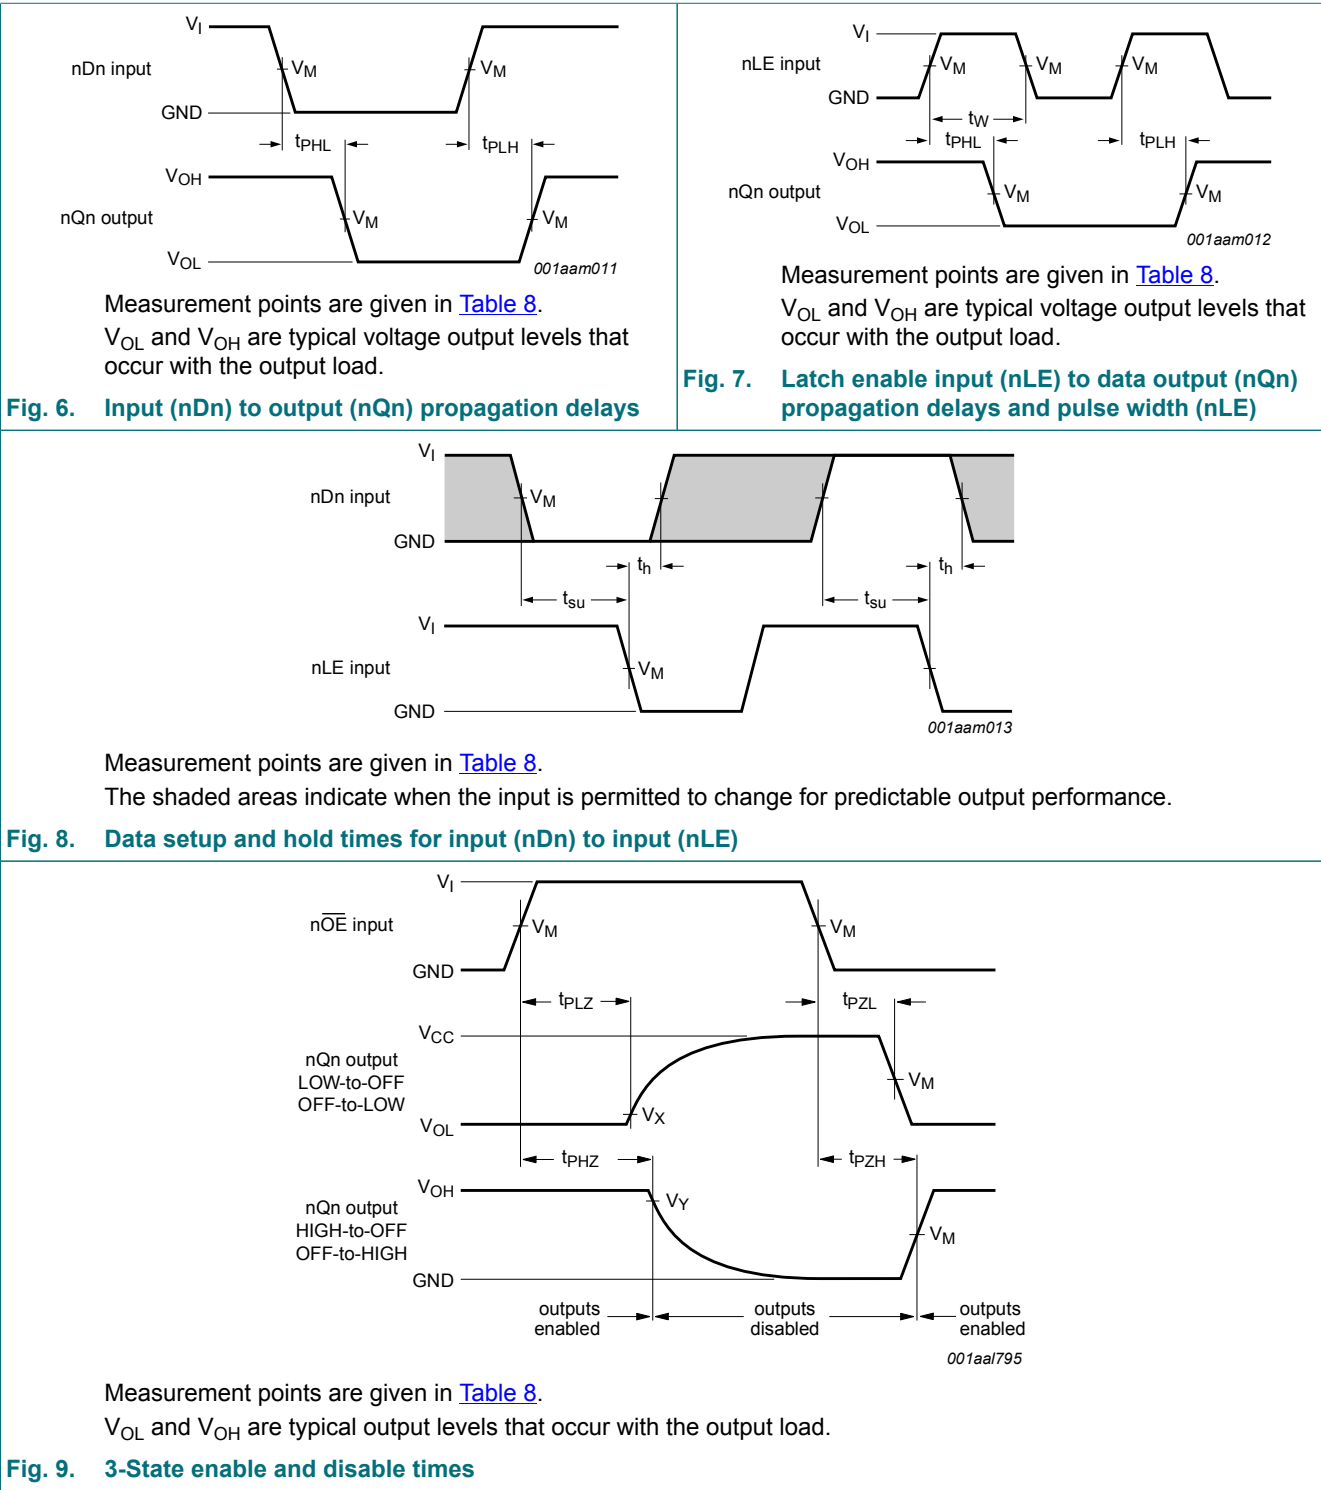 VI
nDn input
VM
VM
GND
tPHL
tPLH
VOH
nQn output
VM
VM
VOL
001aam011
Measurement points are given in Table 8.
VOL and VOH are typical voltage output levels that
occur with the output load.
Fig. 6. Input (nDn) to output (nQn) propagation delays
VI
nLE input
VM
VM
VM
GND
tW
tPHL
tPLH
VOH
nQn output
VM
VM
VOL
001aam012
Measurement points are given in Table 8.
VOL and VOH are typical voltage output levels that
occur with the output load.
Fig. 7. Latch enable input (nLE) to data output (nQn)
propagation delays and pulse width (nLE)
VI
nDn input
VM
GND
th
th
tsu
tsu
VI
nLE input
VM
GND
001aam013
Measurement points are given in Table 8.
The shaded areas indicate when the input is permitted to change for predictable output performance.
Fig. 8. Data setup and hold times for input (nDn) to input (nLE)
VI
nO̅E̅ input
VM
VM
GND
tPLZ
tPZL
VCC
nQn output
LOW-to-OFF
OFF-to-LOW
VM
VX
VOL
tPHZ
tPZH
VOH
nQn output
HIGH-to-OFF
OFF-to-HIGH
VY
VM
GND
outputs
enabled
outputs
disabled
outputs
enabled
001aal795
Measurement points are given in Table 8.
VOL and VOH are typical output levels that occur with the output load.
Fig. 9. 3-State enable and disable times